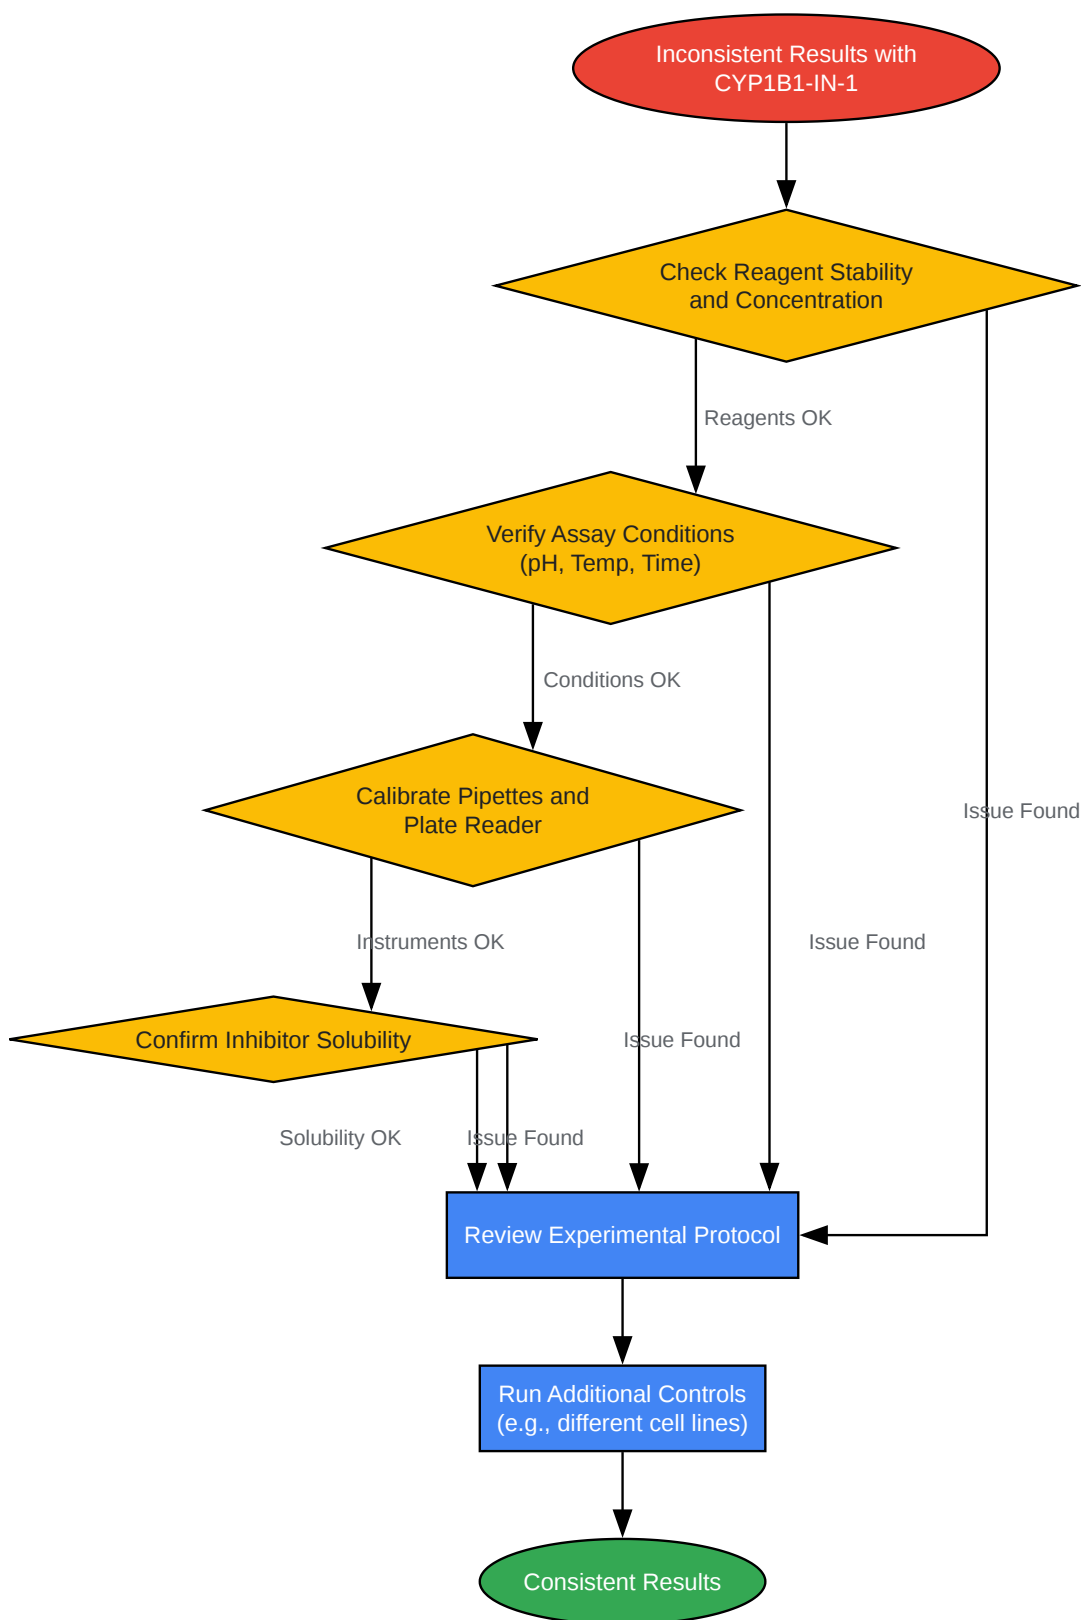 Inconsistent Results with
CYP1B1-IN-1
Check Reagent Stability
and Concentration
Reagents OK
Verify Assay Conditions
(pH, Temp, Time)
Conditions OK
Calibrate Pipettes and
Plate Reader
Issue Found
Instruments OK
Issue Found
Confirm Inhibitor Solubility
Issue Found
Solubility OK
Issue Found
Review Experimental Protocol
Run Additional Controls
(e.g., different cell lines)
Consistent Results